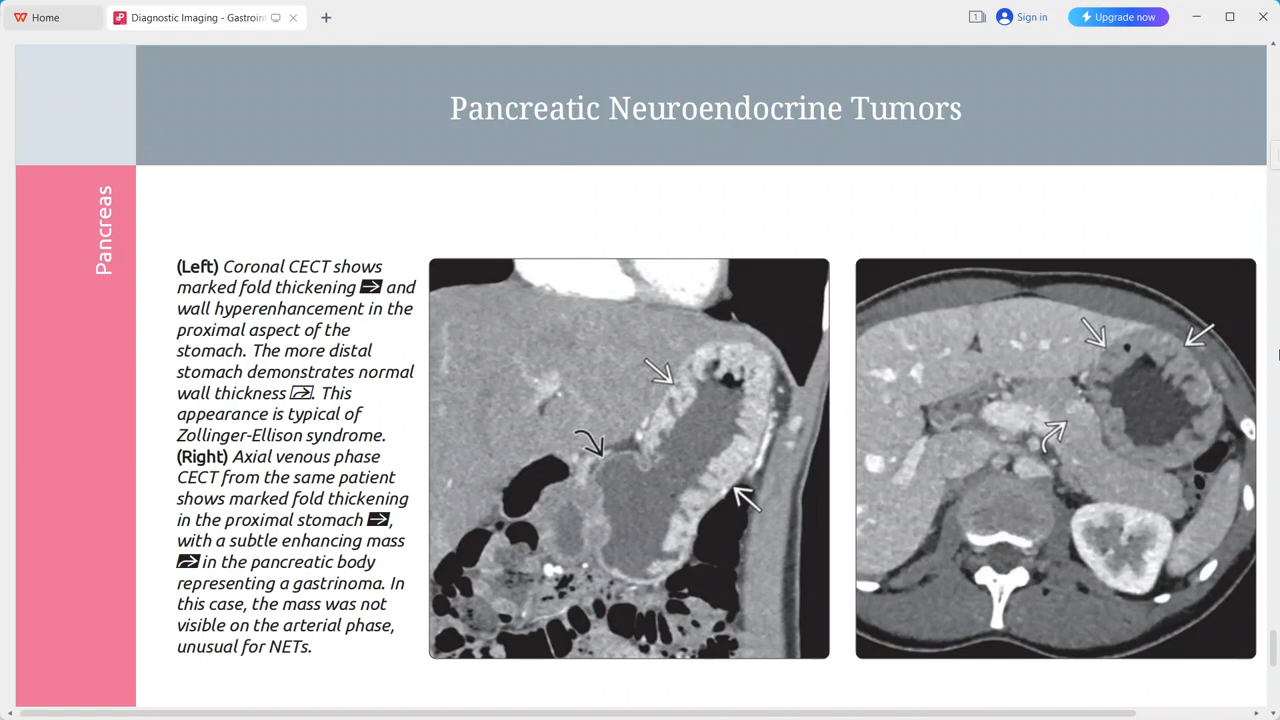 Home
Diagnostic Imaging - Gastroint
1
Sign in
Upgrade now
Pancreatic Neuroendocrine Tumors
Pancreas
(Left) Coronal CECT shows
marked fold thickening ➡ and
wall hyperenhancement in the
proximal aspect of the
stomach. The more distal
stomach demonstrates normal
wall thickness. This
appearance is typical of
Zollinger-Ellison syndrome.
(Right) Axial venous phase
CECT from the same patient
shows marked fold thickening
in the proximal stomach ➡,
with a subtle enhancing mass
in the pancreatic body
representing a gastrinoma. In
this case, the mass was not
visible on the arterial phase,
unusual for NETs.